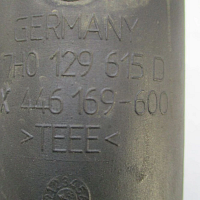 GERMANY
7H0 129 615 D
X 446 169-600
>TEEE<